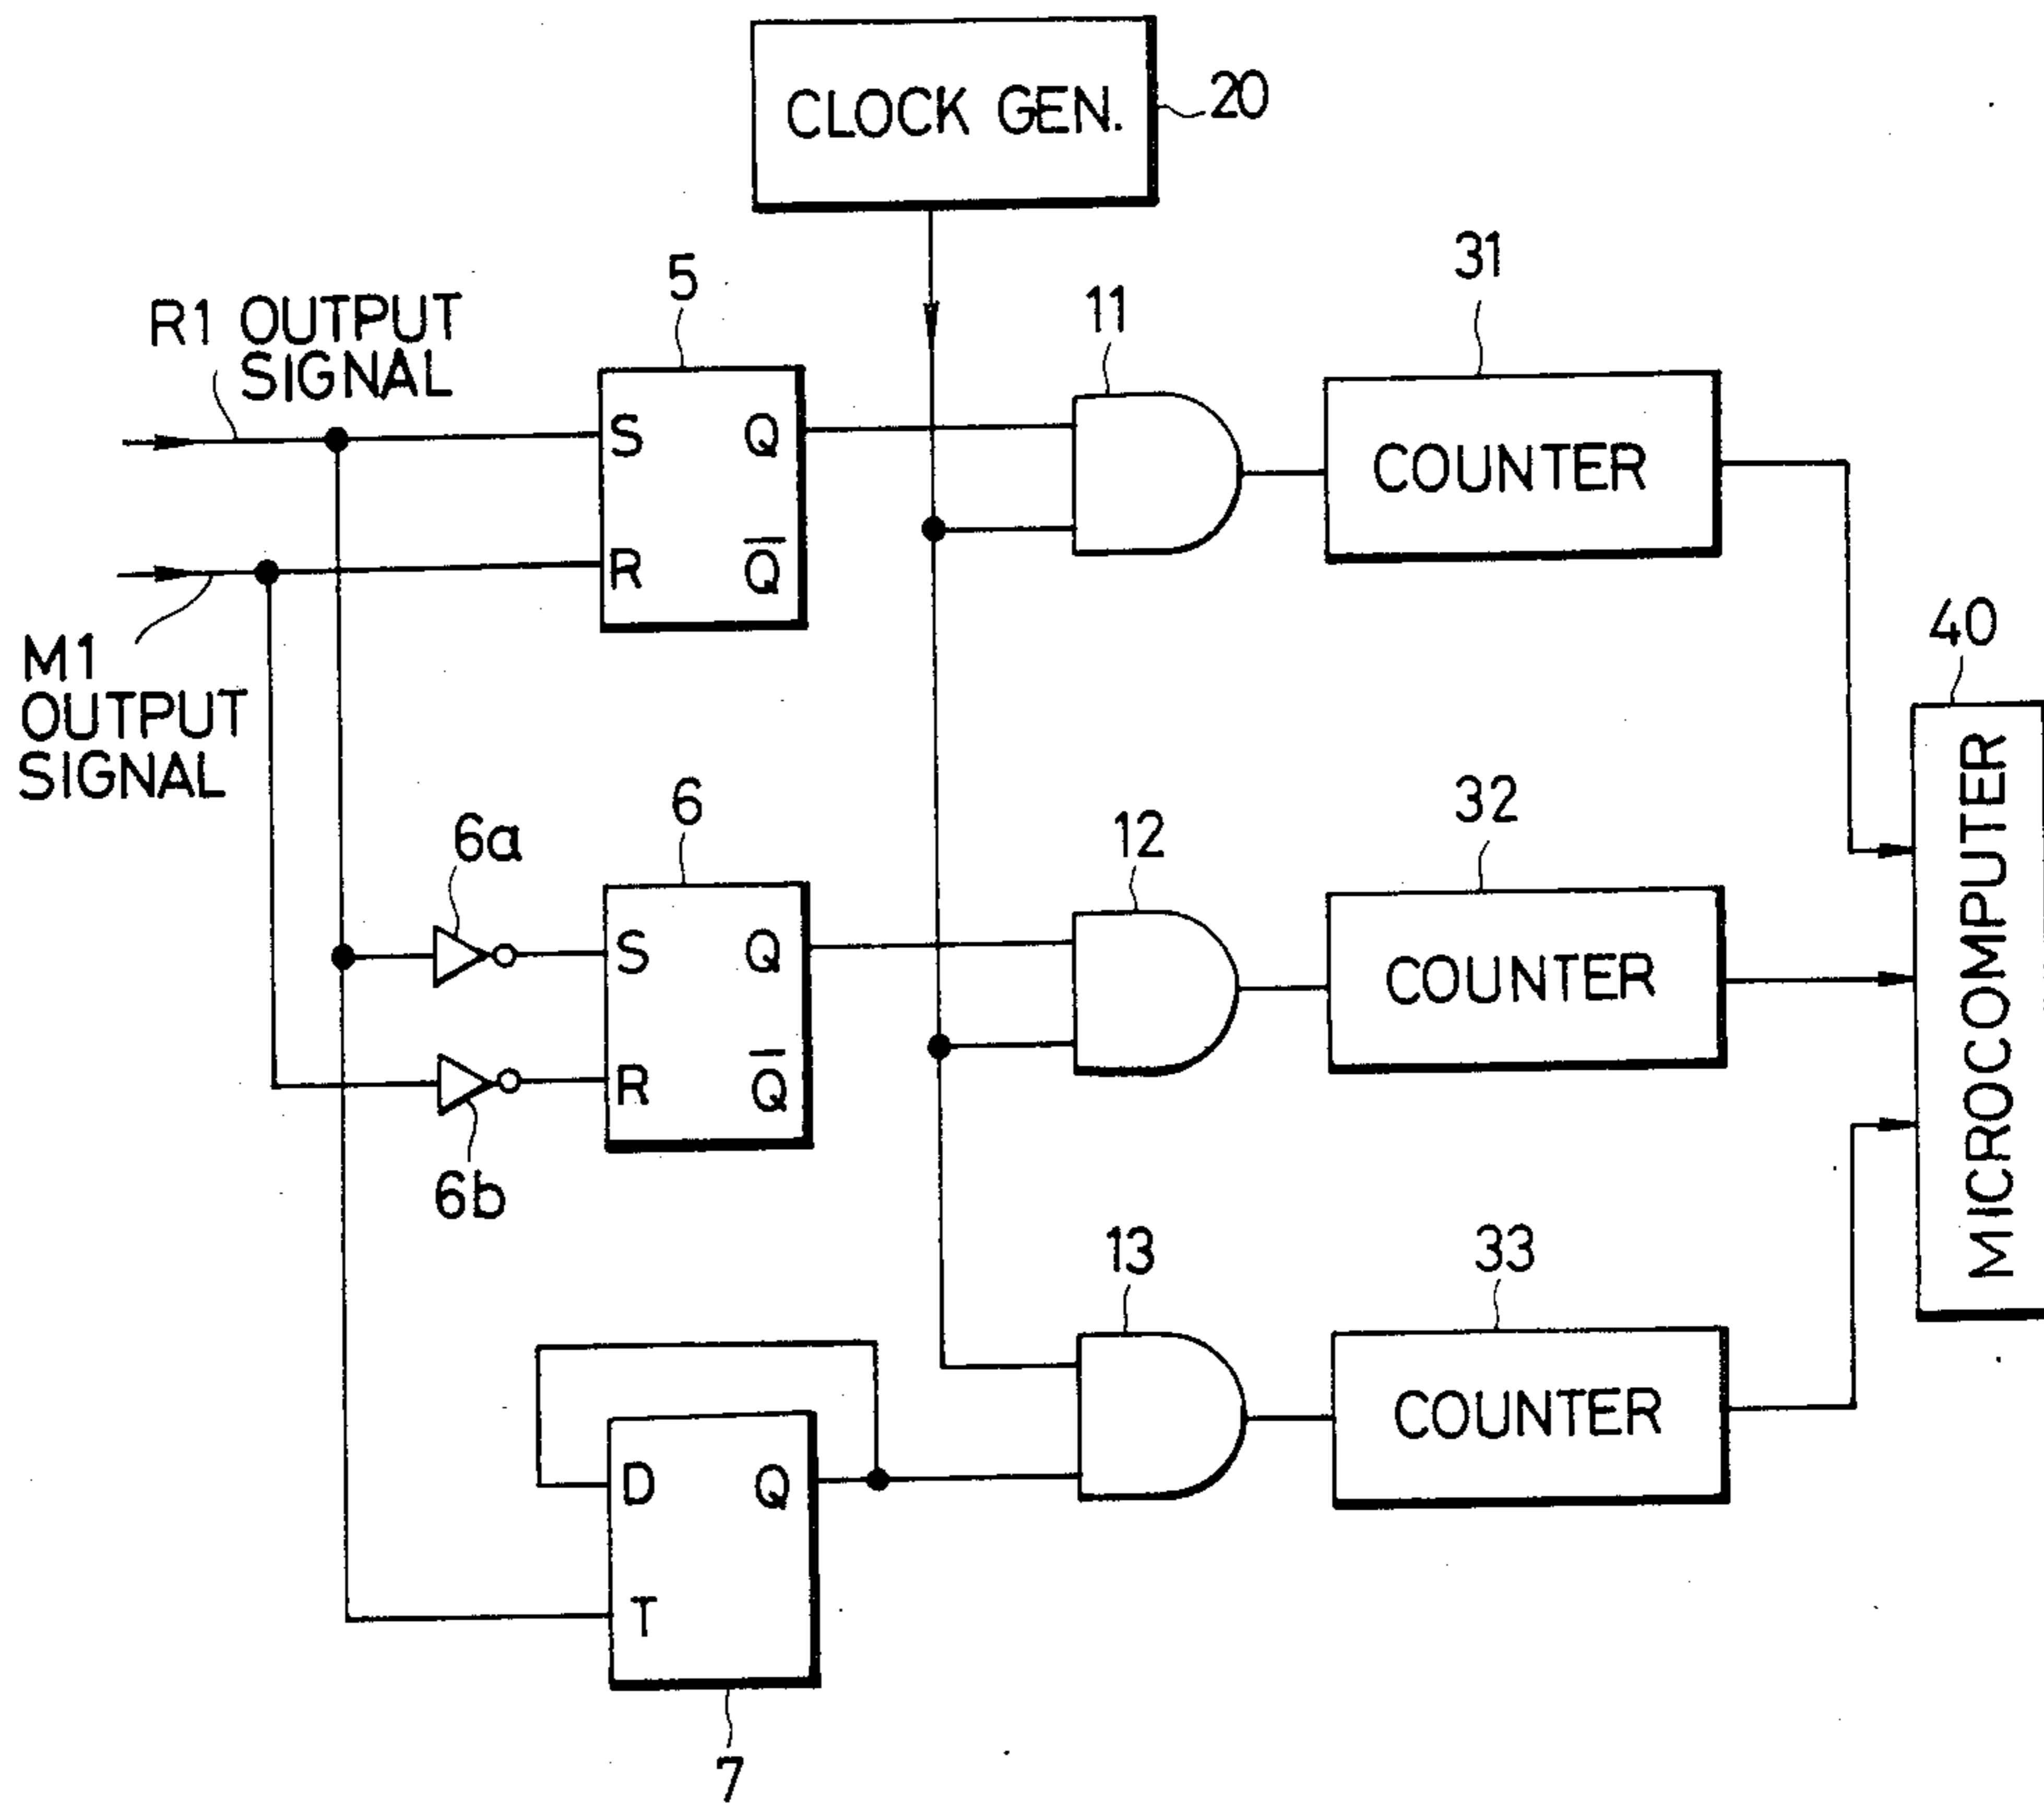 CLOCK GEN.
20
R1 OUTPUT
SIGNAL
5
11
31
S
Q
R
Q̅
COUNTER
M1
OUTPUT
SIGNAL
40
MICROCOMPUTER
6a
6
12
32
S
Q
R
Q̅
COUNTER
6b
13
33
D
Q
T
COUNTER
7